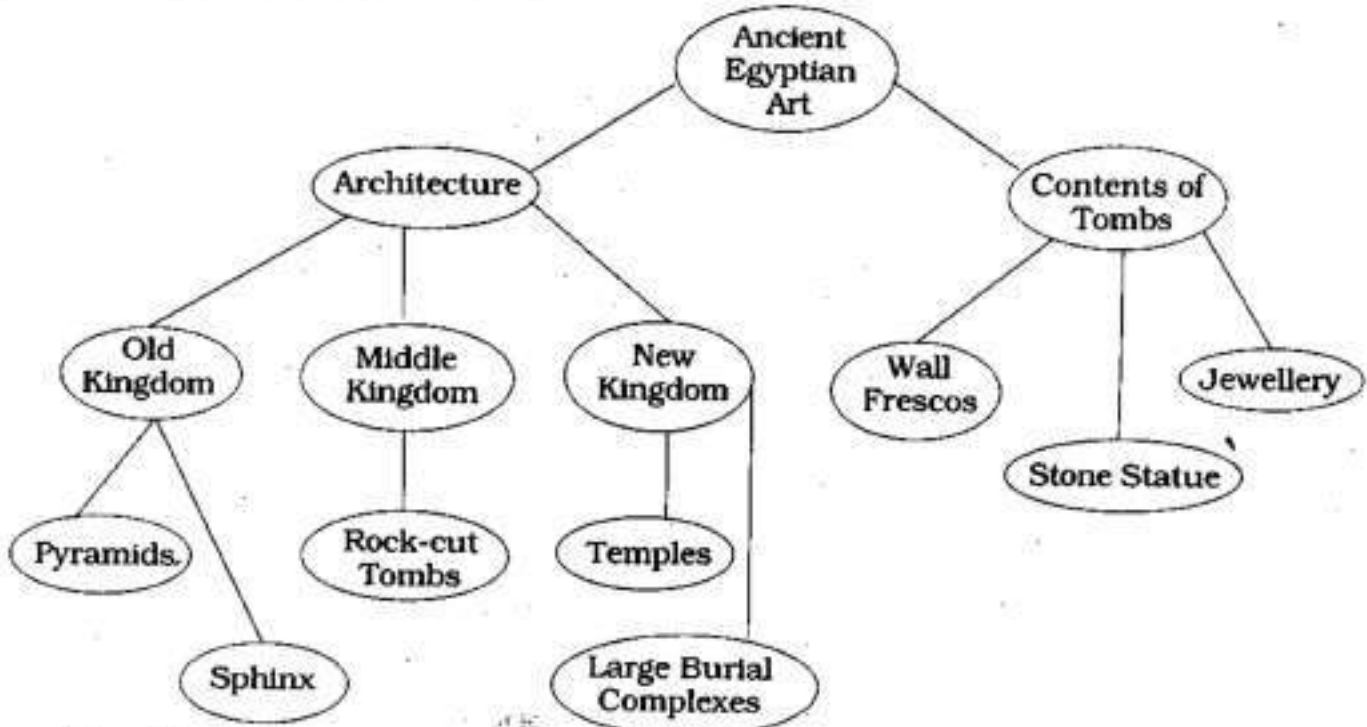 Ancient
Egyptian
Art
Architecture
Contents of
Tombs
Old
Kingdom
Middle
Kingdom
New
Kingdom
Wall
Frescos
Jewellery
Stone Statue
Pyramids.
Rock-cut
Tombs
Temples
Sphinx
Large Burial
Complexes